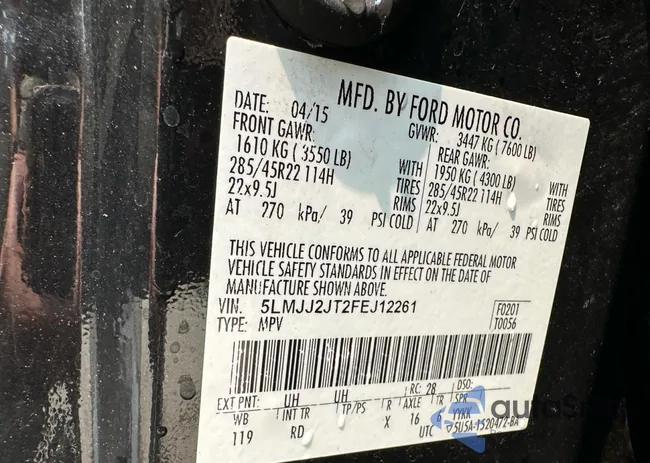 MFD. BY FORD MOTOR CO.
DATE: 04/15 GVWR: 3447 KG (7600 LB)
FRONT GAWR: REAR GAWR:
1610 KG (3550 LB) WITH 1950 KG (4300 LB) WITH
285/45R22 114H TIRES 285/45R22 114H TIRES
22x9.5J RIMS 22x9.5J RIMS
AT 270 kPa/ 39 PSI COLD AT 270 kPa/ 39 PSI COLD
THIS VEHICLE CONFORMS TO ALL APPLICABLE FEDERAL MOTOR
VEHICLE SAFETY STANDARDS IN EFFECT ON THE DATE OF
MANUFACTURE SHOWN ABOVE.
VIN: 5LMJJ2JT2FEJ12261 F0201
TYPE: MPV T0056
EXT PNT: UH UH RC: 28 DSO:
WB INT TR TP/PS R AXLE TR SPR
119 RD X 16 6 YYKK
UTC 5U5A-1520472-BA